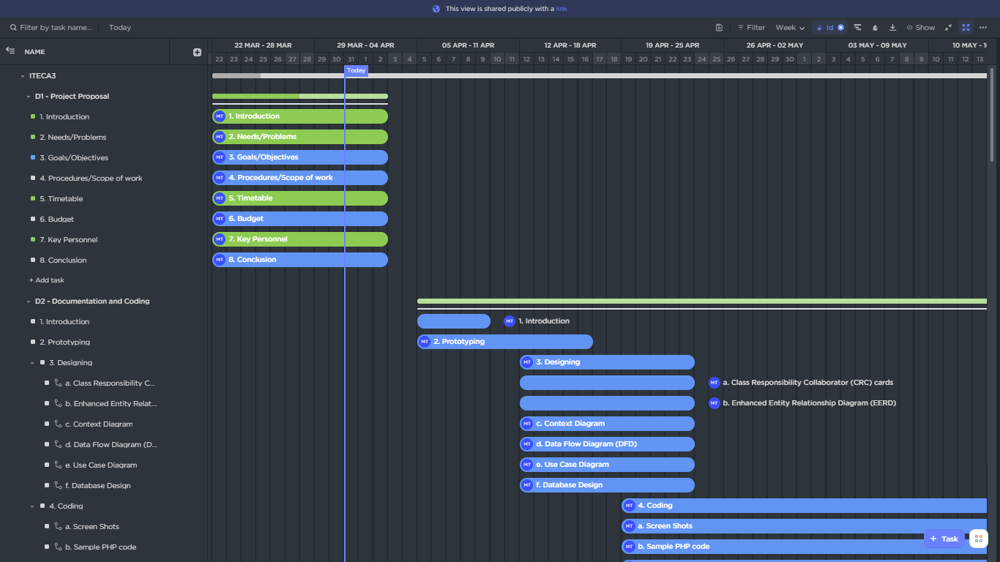 This view is shared publicly with a link
Filter by task name... Today Filter Week Id Show
NAME 22 MAR - 28 MAR 29 MAR - 04 APR 05 APR - 11 APR 12 APR - 18 APR 19 APR - 25 APR 26 APR - 02 MAY 03 MAY - 09 MAY 10 MAY - 1
22 23 24 25 26 27 28 29 30 31 1 2 3 4 5 6 7 8 9 10 11 12 13 14 15 16 17 18 19 20 21 22 23 24 25 26 27 28 29 30 1 2 3 4 5 6 7 8 9 10 11 12 13
Today
ITECA3
D1 - Project Proposal
1. Introduction MT 1. Introduction
2. Needs/Problems MT 2. Needs/Problems
3. Goals/Objectives MT 3. Goals/Objectives
4. Procedures/Scope of work MT 4. Procedures/Scope of work
5. Timetable MT 5. Timetable
6. Budget MT 6. Budget
7. Key Personnel MT 7. Key Personnel
8. Conclusion MT 8. Conclusion
+ Add task
D2 - Documentation and Coding
1. Introduction MT 1. Introduction
2. Prototyping MT 2. Prototyping
3. Designing MT 3. Designing
a. Class Responsibility C... MT a. Class Responsibility Collaborator (CRC) cards
b. Enhanced Entity Relat... MT b. Enhanced Entity Relationship Diagram (EERD)
c. Context Diagram MT c. Context Diagram
d. Data Flow Diagram (D... MT d. Data Flow Diagram (DFD)
e. Use Case Diagram MT e. Use Case Diagram
f. Database Design MT f. Database Design
4. Coding MT 4. Coding
a. Screen Shots MT a. Screen Shots
+ Task
b. Sample PHP code MT b. Sample PHP code